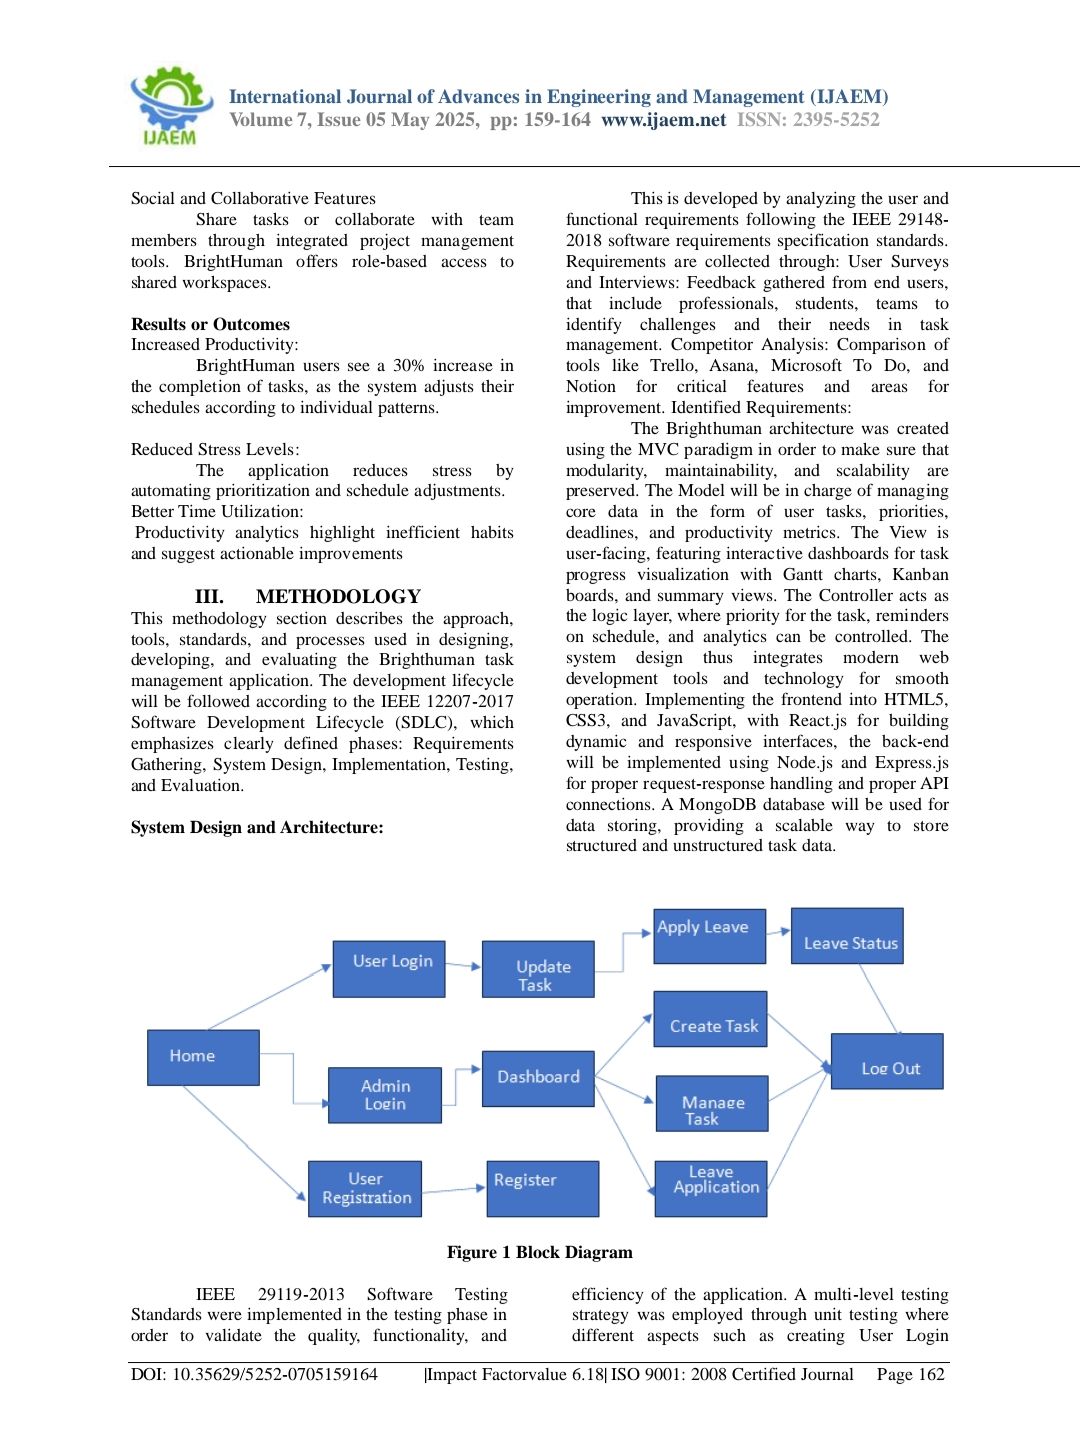 International Journal of Advances in Engineering and Management (IJAEM)
Volume 7, Issue 05 May 2025, pp: 159-164 www.ijaem.net ISSN: 2395-5252
IJAEM
Social and Collaborative Features
Share tasks or collaborate with team
members through integrated project management
tools. BrightHuman offers role-based access to
shared workspaces.
Results or Outcomes
Increased Productivity:
BrightHuman users see a 30% increase in
the completion of tasks, as the system adjusts their
schedules according to individual patterns.
Reduced Stress Levels:
The application reduces stress by
automating prioritization and schedule adjustments.
Better Time Utilization:
Productivity analytics highlight inefficient habits
and suggest actionable improvements
III. METHODOLOGY
This methodology section describes the approach,
tools, standards, and processes used in designing,
developing, and evaluating the Brighthuman task
management application. The development lifecycle
will be followed according to the IEEE 12207-2017
Software Development Lifecycle (SDLC), which
emphasizes clearly defined phases: Requirements
Gathering, System Design, Implementation, Testing,
and Evaluation.
System Design and Architecture:
This is developed by analyzing the user and
functional requirements following the IEEE 29148-
2018 software requirements specification standards.
Requirements are collected through: User Surveys
and Interviews: Feedback gathered from end users,
that include professionals, students, teams to
identify challenges and their needs in task
management. Competitor Analysis: Comparison of
tools like Trello, Asana, Microsoft To Do, and
Notion for critical features and areas for
improvement. Identified Requirements:
The Brighthuman architecture was created
using the MVC paradigm in order to make sure that
modularity, maintainability, and scalability are
preserved. The Model will be in charge of managing
core data in the form of user tasks, priorities,
deadlines, and productivity metrics. The View is
user-facing, featuring interactive dashboards for task
progress visualization with Gantt charts, Kanban
boards, and summary views. The Controller acts as
the logic layer, where priority for the task, reminders
on schedule, and analytics can be controlled. The
system design thus integrates modern web
development tools and technology for smooth
operation. Implementing the frontend into HTML5,
CSS3, and JavaScript, with React.js for building
dynamic and responsive interfaces, the back-end
will be implemented using Node.js and Express.js
for proper request-response handling and proper API
connections. A MongoDB database will be used for
data storing, providing a scalable way to store
structured and unstructured task data.
Home
User Login
Update
Task
Apply Leave
Leave Status
Admin
Login
Dashboard
Create Task
Manage
Task
Leave
Application
Log Out
User
Registration
Register
Figure 1 Block Diagram
IEEE 29119-2013 Software Testing
Standards were implemented in the testing phase in
order to validate the quality, functionality, and
efficiency of the application. A multi-level testing
strategy was employed through unit testing where
different aspects such as creating User Login
DOI: 10.35629/5252-0705159164 |Impact Factorvalue 6.18| ISO 9001: 2008 Certified Journal Page 162